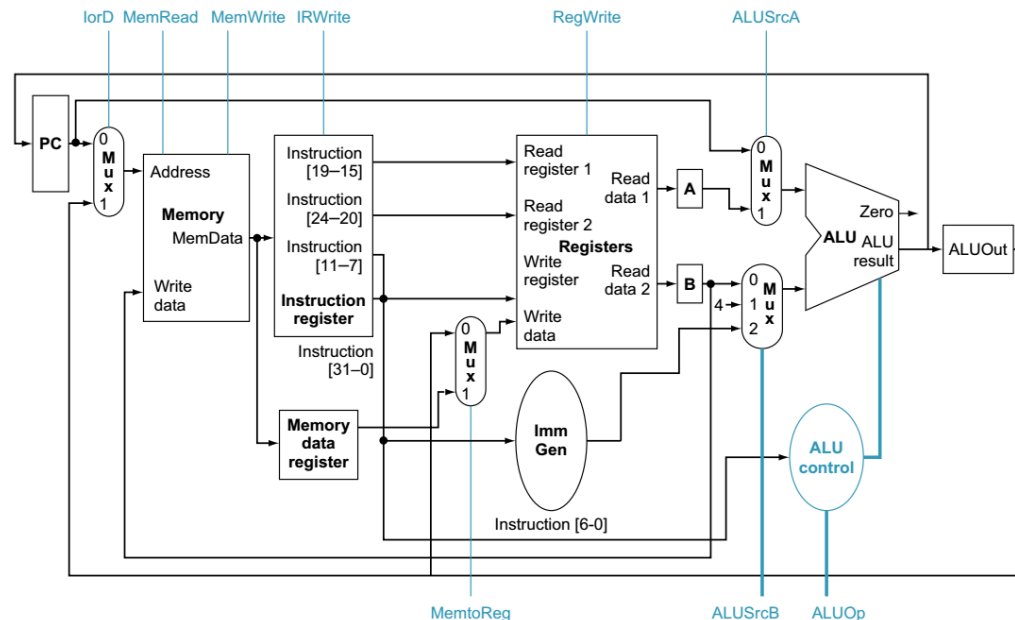 IorD MemRead MemWrite IRWrite RegWrite ALUSrcA
PC
0
M
u
x
1
Address
Memory
MemData
Write
data
Instruction
[19–15]
Instruction
[24–20]
Instruction
[11–7]
Instruction
register
Instruction
[31–0]
Memory
data
register
0
M
u
x
1
Read
register 1
Read
register 2
Registers
Write
register
Write
data
Read
data 1
Read
data 2
Imm
Gen
Instruction [6-0]
A
B
4
0
M
u
x
1
0
1
2
M
u
x
Zero
ALU
ALU
result
ALUOut
ALU
control
MemtoReg ALUSrcB ALUOp